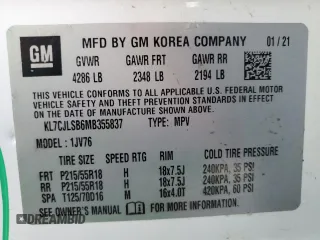 GM
MFD BY GM KOREA COMPANY 01/21
GVWR GAWR FRT GAWR RR
4286 LB 2348 LB 2194 LB
THIS VEHICLE CONFORMS TO ALL APPLICABLE U.S. FEDERAL
MOTOR VEHICLE SAFETY, BUMPER, AND THEFT PREVENTION
STANDARDS IN EFFECT ON THE DATE OF MANUFACTURE SHOWN ABOVE.
KL7CJLSB6MB355837 TYPE: MPV
MODEL: 1JV76
TIRE SIZE SPEED RTG RIM COLD TIRE PRESSURE
FRT P215/55R18 H 18x7.5J 240KPA, 35 PSI
RR P215/55R18 H 18x7.5J 240KPA, 35 PSI
SPA T125/70D16 M 16x4.0T 420KPA, 60 PSI
SEE OWNER'S MANUAL FOR ADDITIONAL INFORMATION
DREAMBID